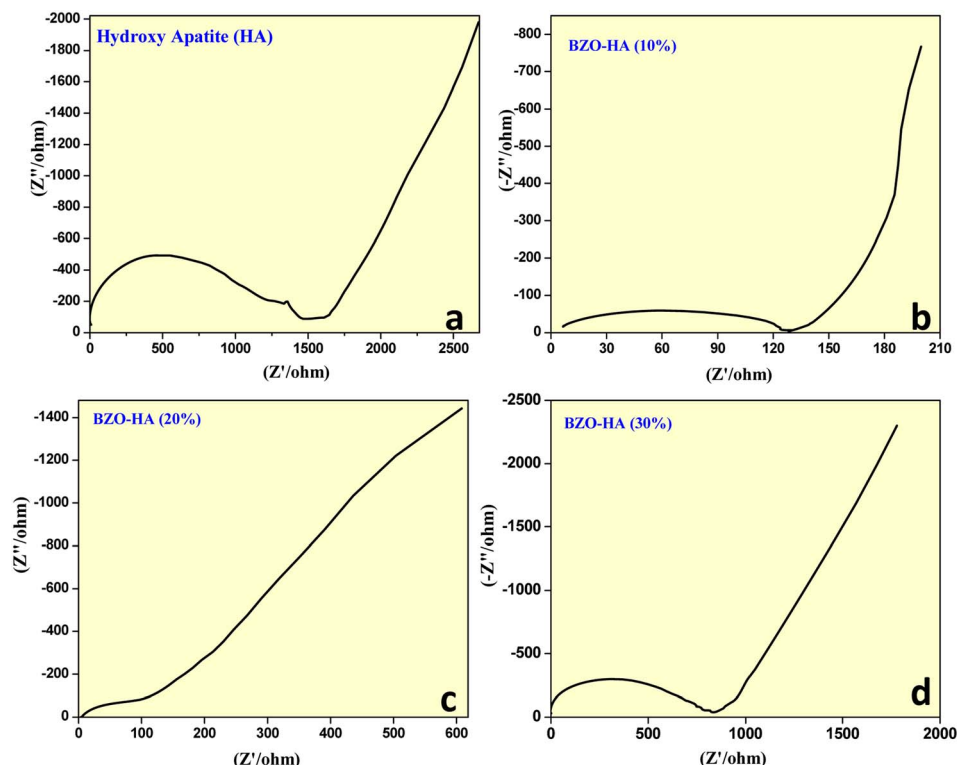 Hydroxy Apatite (HA)
(Z''/ohm)
-2000
-1800
-1600
-1400
-1200
-1000
-800
-600
-400
-200
0
0 500 1000 1500 2000 2500
(Z'/ohm)
a
BZO-HA (10%)
(-Z''/ohm)
-800
-700
-600
-500
-400
-300
-200
-100
0
0 30 60 90 120 150 180 210
(Z'/ohm)
b
BZO-HA (20%)
(Z''/ohm)
-1400
-1200
-1000
-800
-600
-400
-200
0
0 100 200 300 400 500 600
(Z'/ohm)
c
BZO-HA (30%)
(-Z''/ohm)
-2500
-2000
-1500
-1000
-500
0
0 500 1000 1500 2000
(Z'/ohm)
d